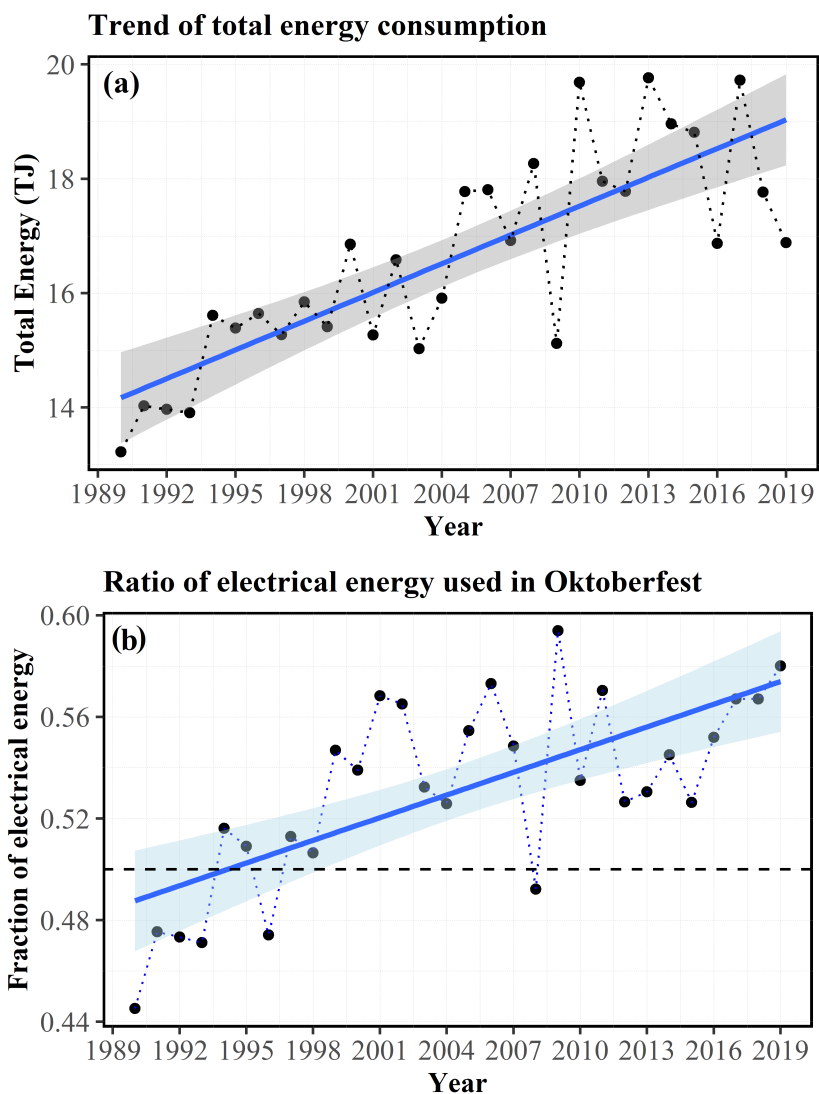 Trend of total energy consumption
(a)
Total Energy (TJ)
20
18
16
14
1989 1992 1995 1998 2001 2004 2007 2010 2013 2016 2019
Year
Ratio of electrical energy used in Oktoberfest
(b)
Fraction of electrical energy
0.60
0.56
0.52
0.48
0.44
1989 1992 1995 1998 2001 2004 2007 2010 2013 2016 2019
Year